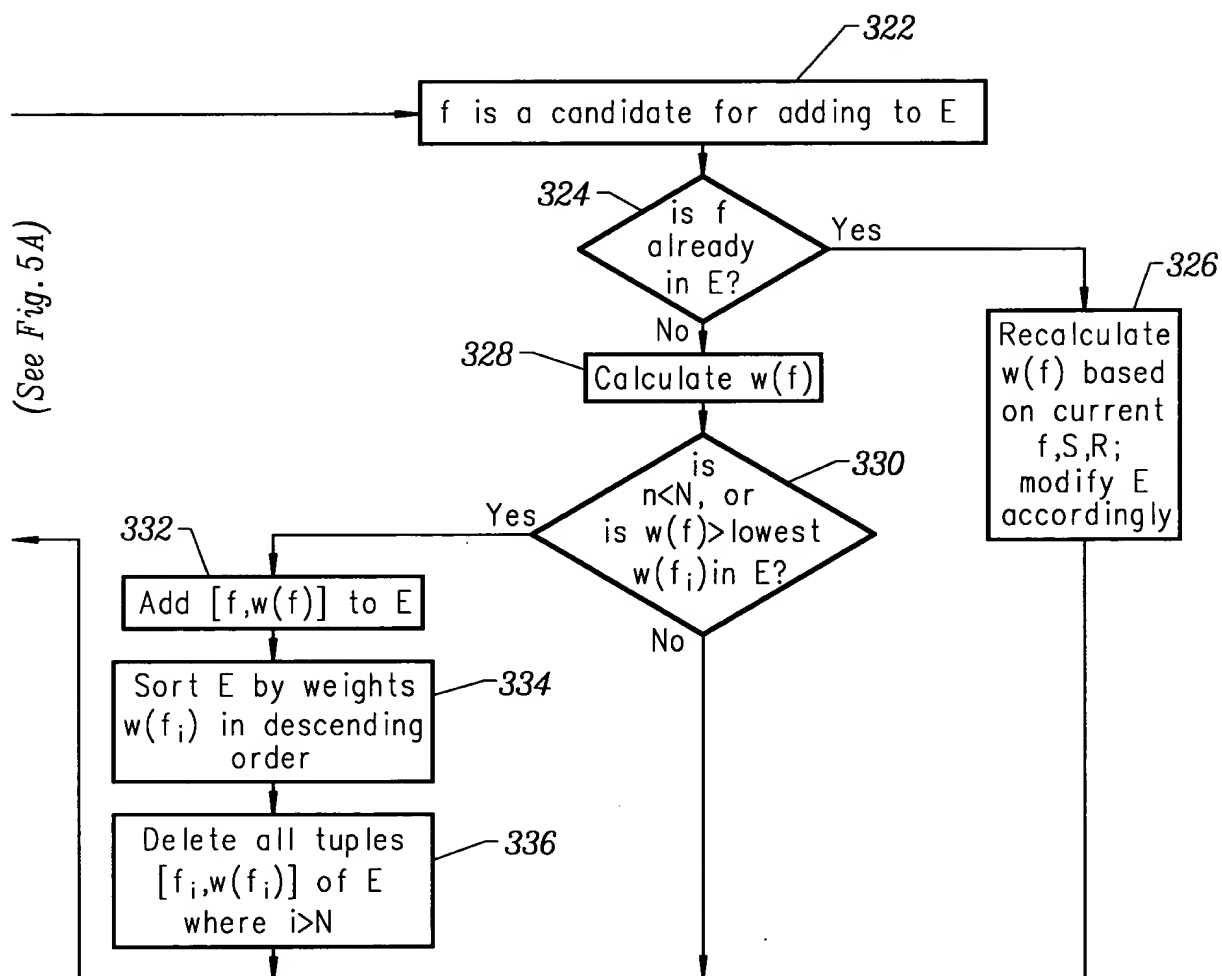 322
f is a candidate for adding to E
324
is f
already
in E?
Yes
No
(See Fig. 5A)
326
Recalculate
w(f) based
on current
f,S,R;
modify E
accordingly
328
Calculate w(f)
330
is
n<N, or
is w(f)>lowest
w(fᵢ) in E?
Yes
No
332
Add [f,w(f)] to E
334
Sort E by weights
w(fᵢ) in descending
order
336
Delete all tuples
[fᵢ,w(fᵢ)] of E
where i>N